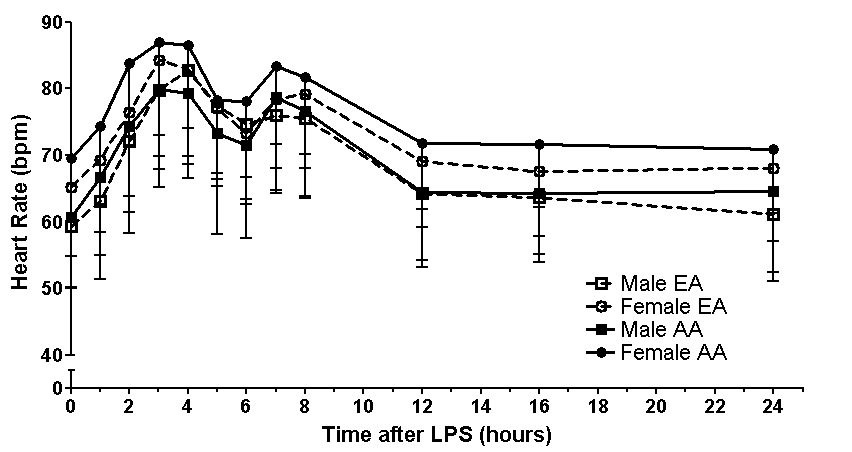 90
80
70
60
50
40
0
Heart Rate (bpm)
Male EA
Female EA
Male AA
Female AA
0 2 4 6 8 10 12 14 16 18 20 22 24
Time after LPS (hours)